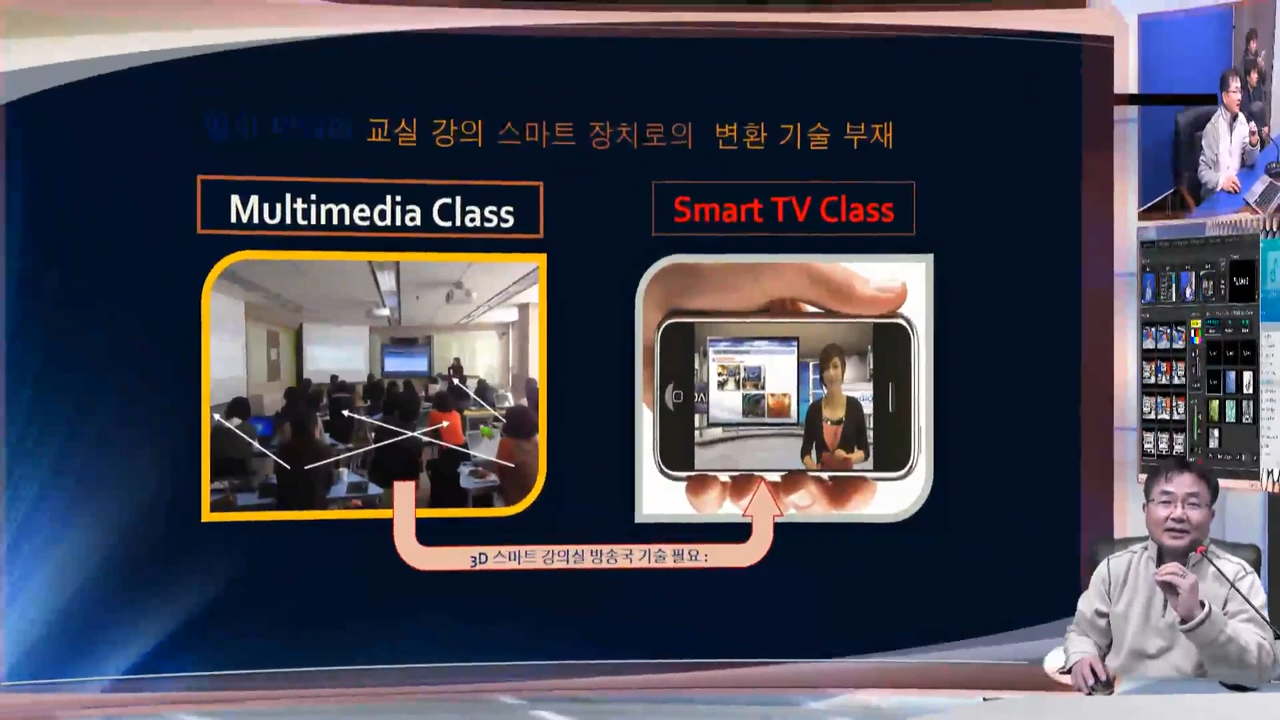 교실 강의 스마트 장치로의 변환 기술 부재
Multimedia Class
Smart TV Class
3D 스마트 강의실 방송국 기술 필요 :